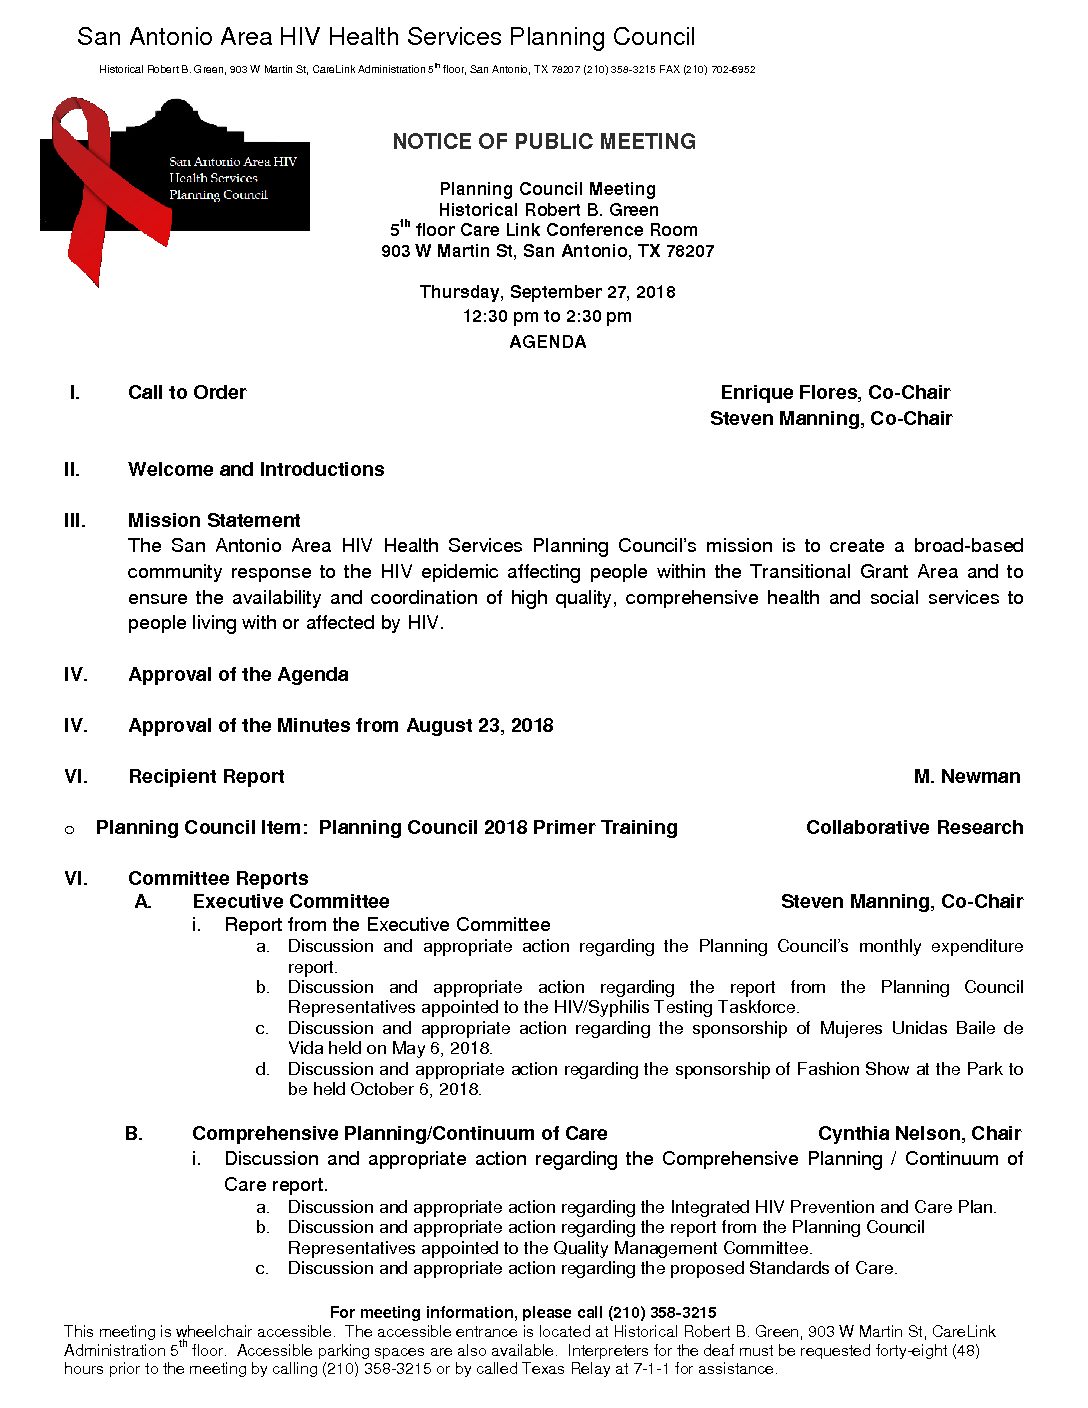 San Antonio Area HIV Health Services Planning Council
Historical Robert B. Green, 903 W Martin St, CareLink Administration 5th floor, San Antonio, TX 78207 (210) 358-3215 FAX (210) 702-6952
San Antonio Area HIV
Health Services
Planning Council
NOTICE OF PUBLIC MEETING
Planning Council Meeting
Historical Robert B. Green
5th floor Care Link Conference Room
903 W Martin St, San Antonio, TX 78207
Thursday, September 27, 2018
12:30 pm to 2:30 pm
AGENDA
I. Call to Order Enrique Flores, Co-Chair
Steven Manning, Co-Chair
II. Welcome and Introductions
III. Mission Statement
The San Antonio Area HIV Health Services Planning Council's mission is to create a broad-based
community response to the HIV epidemic affecting people within the Transitional Grant Area and to
ensure the availability and coordination of high quality, comprehensive health and social services to
people living with or affected by HIV.
IV. Approval of the Agenda
IV. Approval of the Minutes from August 23, 2018
VI. Recipient Report M. Newman
o Planning Council Item: Planning Council 2018 Primer Training Collaborative Research
VI. Committee Reports
A. Executive Committee Steven Manning, Co-Chair
i. Report from the Executive Committee
a. Discussion and appropriate action regarding the Planning Council's monthly expenditure
report.
b. Discussion and appropriate action regarding the report from the Planning Council
Representatives appointed to the HIV/Syphilis Testing Taskforce.
c. Discussion and appropriate action regarding the sponsorship of Mujeres Unidas Baile de
Vida held on May 6, 2018.
d. Discussion and appropriate action regarding the sponsorship of Fashion Show at the Park to
be held October 6, 2018.
B. Comprehensive Planning/Continuum of Care Cynthia Nelson, Chair
i. Discussion and appropriate action regarding the Comprehensive Planning / Continuum of
Care report.
a. Discussion and appropriate action regarding the Integrated HIV Prevention and Care Plan.
b. Discussion and appropriate action regarding the report from the Planning Council
Representatives appointed to the Quality Management Committee.
c. Discussion and appropriate action regarding the proposed Standards of Care.
For meeting information, please call (210) 358-3215
This meeting is wheelchair accessible. The accessible entrance is located at Historical Robert B. Green, 903 W Martin St, CareLink
Administration 5th floor. Accessible parking spaces are also available. Interpreters for the deaf must be requested forty-eight (48)
hours prior to the meeting by calling (210) 358-3215 or by called Texas Relay at 7-1-1 for assistance.